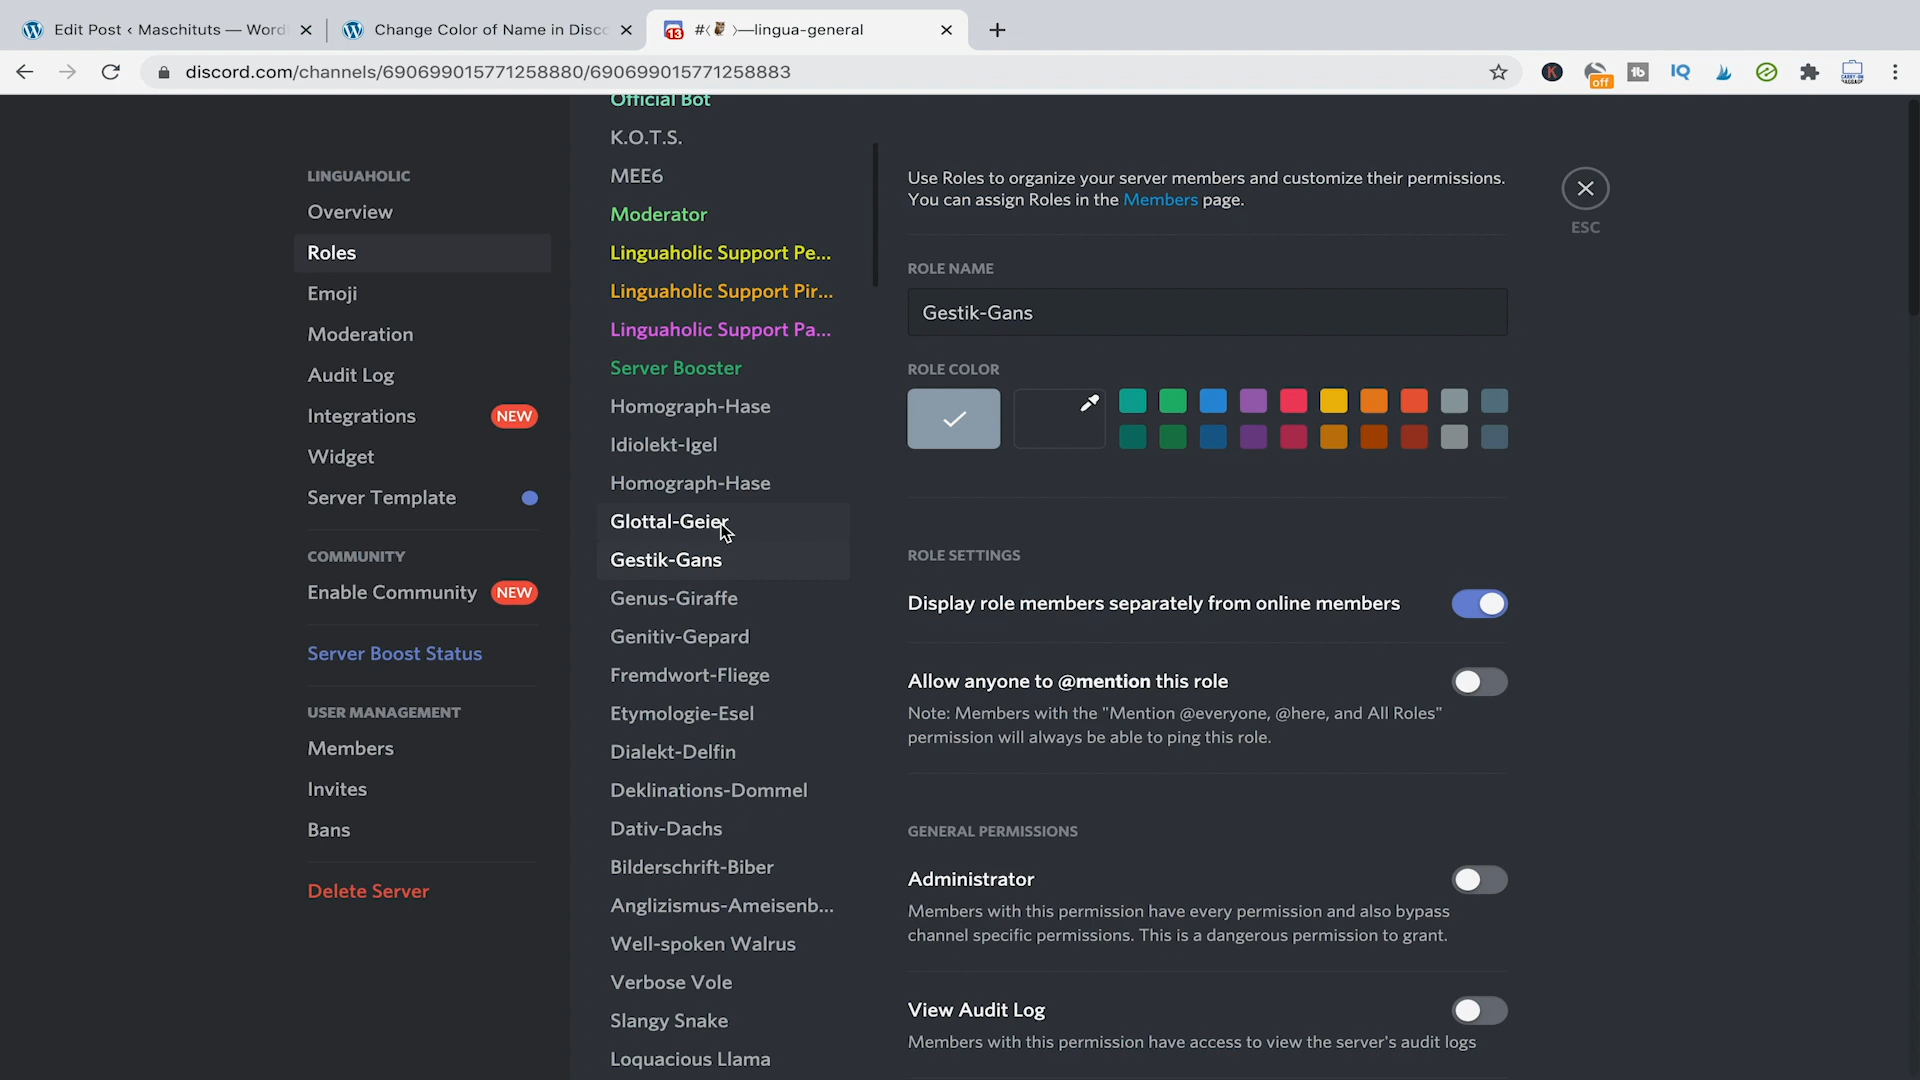 Edit Post ‹ Maschituts — Word
Change Color of Name in Disco
13
#〈🦉〉—lingua-general
discord.com/channels/690699015771258880/690699015771258883
K
off
tb
IQ
LINGUAHOLIC
Overview
Roles
Emoji
Moderation
Audit Log
Integrations NEW
Widget
Server Template
COMMUNITY
Enable Community NEW
Server Boost Status
USER MANAGEMENT
Members
Invites
Bans
Delete Server
Official Bot
K.O.T.S.
MEE6
Moderator
Linguaholic Support Pe...
Linguaholic Support Pir...
Linguaholic Support Pa...
Server Booster
Homograph-Hase
Idiolekt-Igel
Homograph-Hase
Glottal-Geier
Gestik-Gans
Genus-Giraffe
Genitiv-Gepard
Fremdwort-Fliege
Etymologie-Esel
Dialekt-Delfin
Deklinations-Dommel
Dativ-Dachs
Bilderschrift-Biber
Anglizismus-Ameisenb...
Well-spoken Walrus
Verbose Vole
Slangy Snake
Loquacious Llama
Use Roles to organize your server members and customize their permissions.
You can assign Roles in the Members page.
ESC
ROLE NAME
Gestik-Gans
ROLE COLOR
ROLE SETTINGS
Display role members separately from online members
Allow anyone to @mention this role
Note: Members with the "Mention @everyone, @here, and All Roles"
permission will always be able to ping this role.
GENERAL PERMISSIONS
Administrator
Members with this permission have every permission and also bypass
channel specific permissions. This is a dangerous permission to grant.
View Audit Log
Members with this permission have access to view the server's audit logs